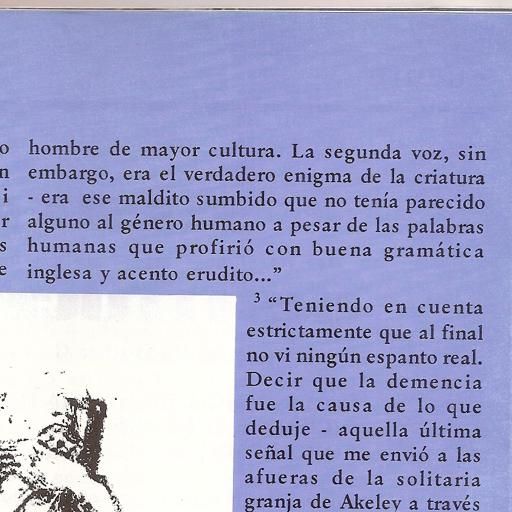 o
n
i
r
s
e
hombre de mayor cultura. La segunda voz, sin
embargo, era el verdadero enigma de la criatura
- era ese maldito sumbido que no tenía parecido
alguno al género humano a pesar de las palabras
humanas que profirió con buena gramática
inglesa y acento erudito..."
3 "Teniendo en cuenta
estrictamente que al final
no vi ningún espanto real.
Decir que la demencia
fue la causa de lo que
deduje - aquella última
señal que me envió a las
afueras de la solitaria
granja de Akeley a través